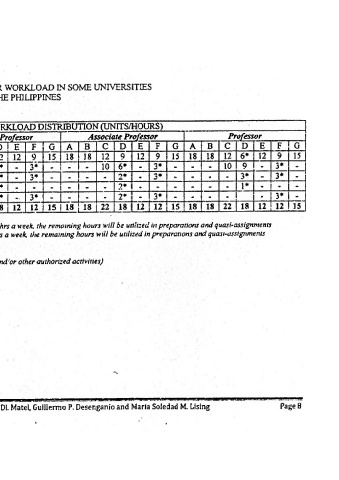 R WORKLOAD IN SOME UNIVERSITIES
HE PHILIPPINES
RKLOAD DISTRIBUTION (UNITS/HOURS)
Professor Associate Professor Professor
D E F G A B C D E F G A B C D E F G
2 12 9 15 18 18 12 9 12 9 15 18 18 12 6* 12 9 15
* - 3* - - - 10 6* - 3* - - - 10 9 - 3* -
* - 3* - - - - 2* - 3* - - - - 3* - 3* -
* - - - - - - 2* - - - - - - 1* - - -
* - 3* - - - - 2* - 3* - - - - - 3* -
8 12 12 15 18 18 22 18 12 12 15 18 18 22 18 12 12 15
hrs a week, the remaining hours will be utilized in preparations and quasi-assignments
s a week, the remaining hours will be utilized in preparations and quasi-assignments
nd/or other authorized activities)
DI. Matel, Guillermo P. Desenganio and Maria Soledad M. Lising Page 8